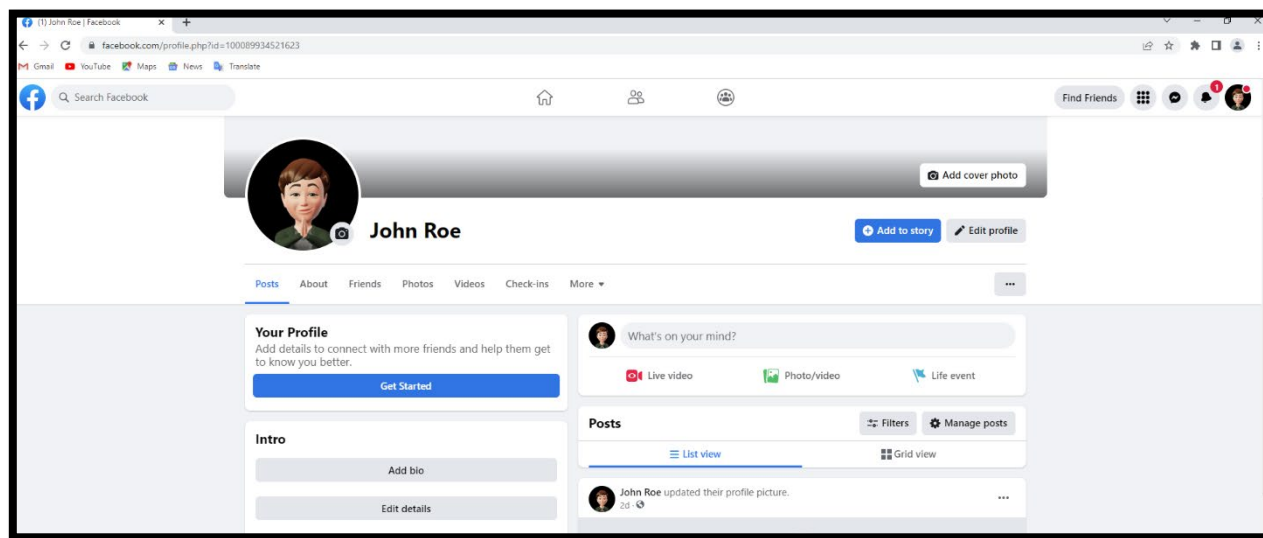 (1) John Roe | Facebook
facebook.com/profile.php?id=100089934521623
Gmail YouTube Maps News Translate
Search Facebook
Find Friends
1
Add cover photo
John Roe
Add to story Edit profile
Posts About Friends Photos Videos Check-ins More
Your Profile
Add details to connect with more friends and help them get
to know you better.
Get Started
Intro
Add bio
Edit details
What's on your mind?
Live video Photo/video Life event
Posts Filters Manage posts
List view Grid view
John Roe updated their profile picture.
2d ·